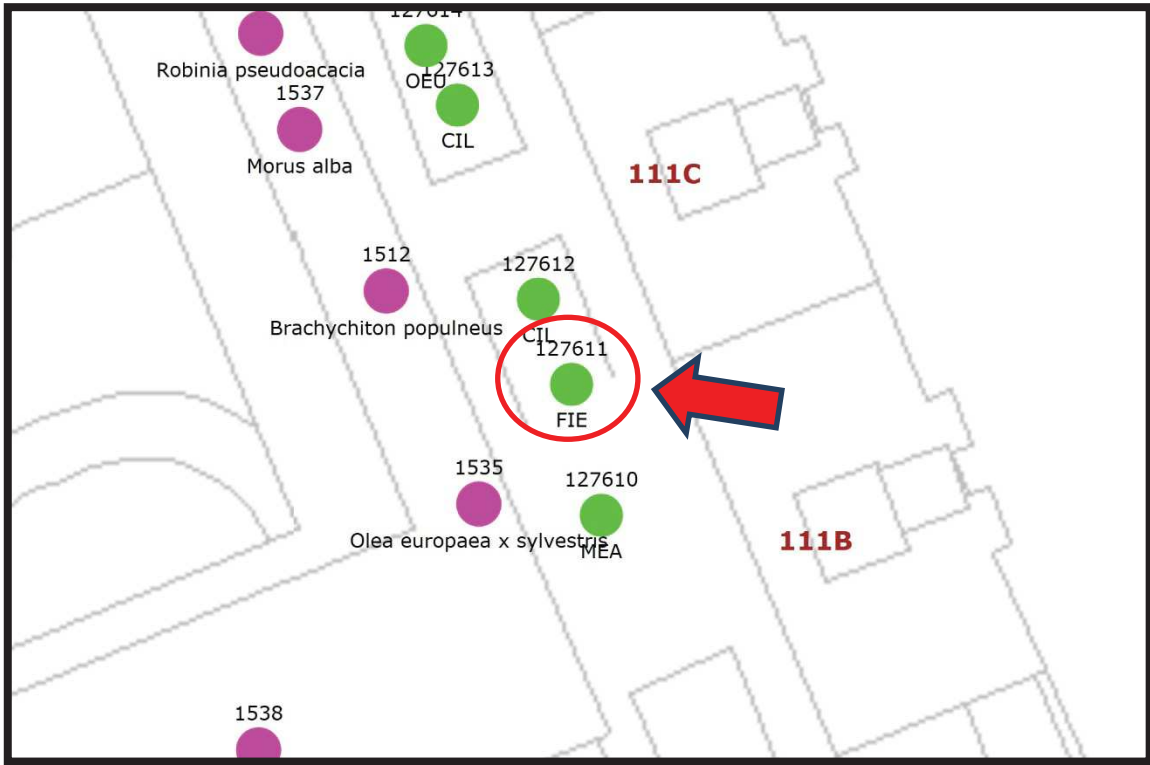 127614
OEU
127613
CIL
Robinia pseudoacacia
1537
Morus alba
111C
1512
Brachychiton populneus
127612
CIL
127611
FIE
1535
Olea europaea x sylvestris
127610
MEA
111B
1538